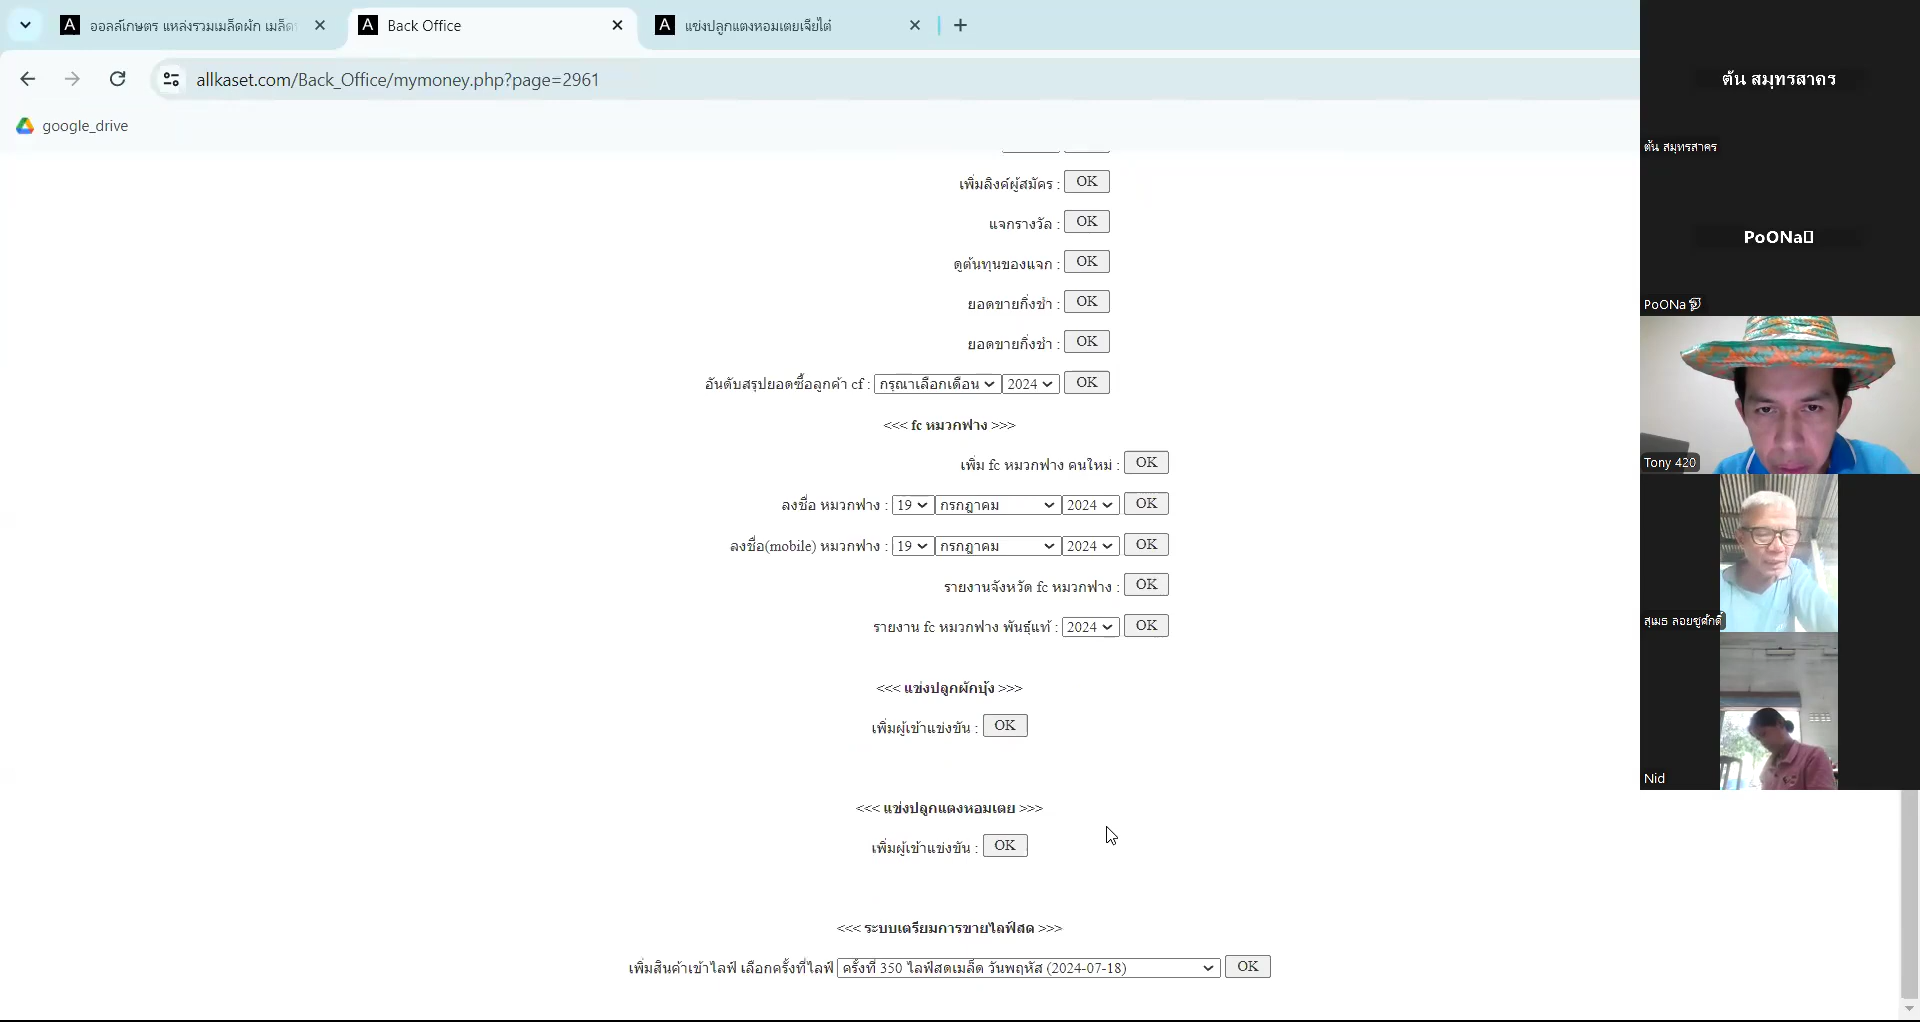 ออลล์เกษตร แหล่งรวมเมล็ดผัก เมล็ด
Back Office
แข่งปลูกแตงหอมเตยเจียไต๋
allkaset.com/Back_Office/mymoney.php?page=2961
google_drive
เพิ่มลิงค์ผู้สมัคร : OK
แจกรางวัล : OK
ดูต้นทุนของแจก : OK
ยอดขายกิ่งชำ : OK
ยอดขายกิ่งชำ : OK
อันดับสรุปยอดซื้อลูกค้า cf : กรุณาเลือกเดือน 2024 OK
<<< fc หมวกฟาง >>>
เพิ่ม fc หมวกฟาง คนใหม่ : OK
ลงชื่อ หมวกฟาง : 19 กรกฎาคม 2024 OK
ลงชื่อ(mobile) หมวกฟาง : 19 กรกฎาคม 2024 OK
รายงานจังหวัด fc หมวกฟาง : OK
รายงาน fc หมวกฟาง พันธุ์แท้ : 2024 OK
<<< แข่งปลูกผักบุ้ง >>>
เพิ่มผู้เข้าแข่งขัน : OK
<<< แข่งปลูกแตงหอมเตย >>>
เพิ่มผู้เข้าแข่งขัน : OK
<<< ระบบเตรียมการขายไลฟ์สด >>>
เพิ่มสินค้าเข้าไลฟ์ เลือกครั้งที่ไลฟ์ ครั้งที่ 350 ไลฟ์สดเมล็ด วันพฤหัส (2024-07-18) OK
ต้น สมุทรสาคร
ต้น สมุทรสาคร
PoONa
PoONa
Tony 420
สุเมธ ลอยชูศักดิ์
Nid